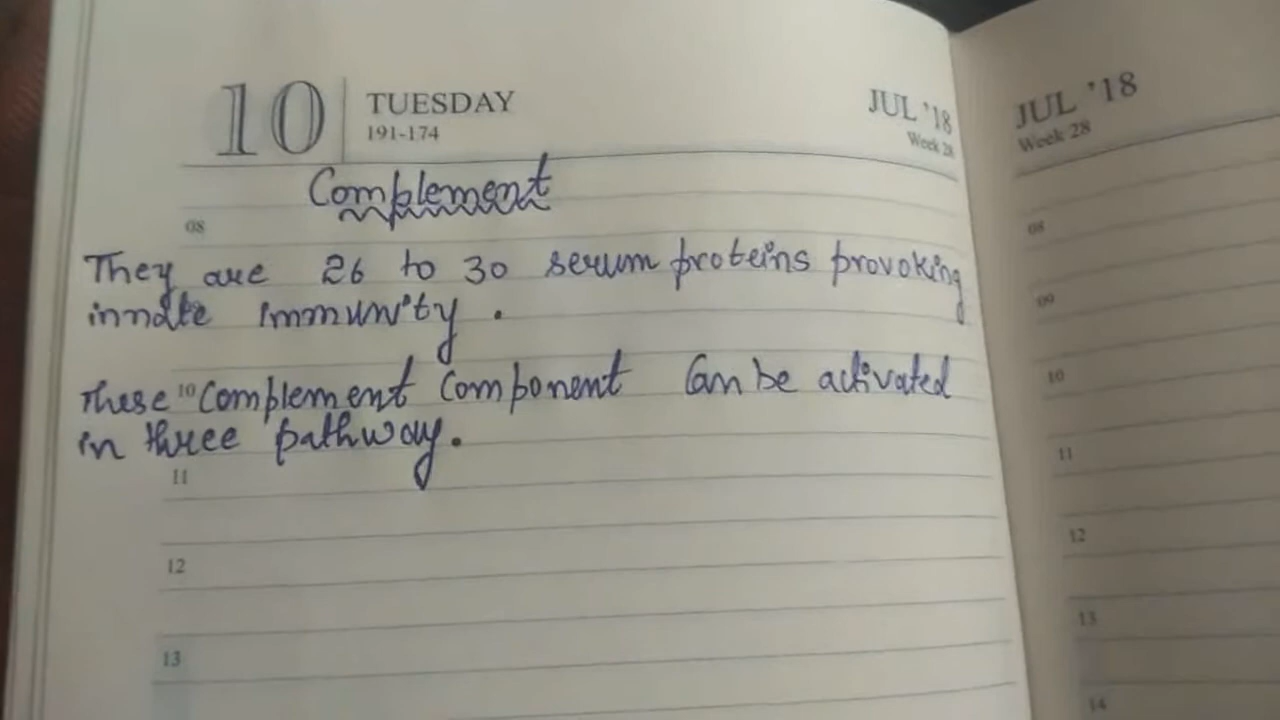 10 TUESDAY JUL '18
191-174 Week 28
Complement
08
They are 26 to 30 serum proteins provoking
innate immunity .
10
These Complement Component Can be activated
in three pathway.
11
12
13
JUL '18
Week 28
08
09
10
11
12
13
14